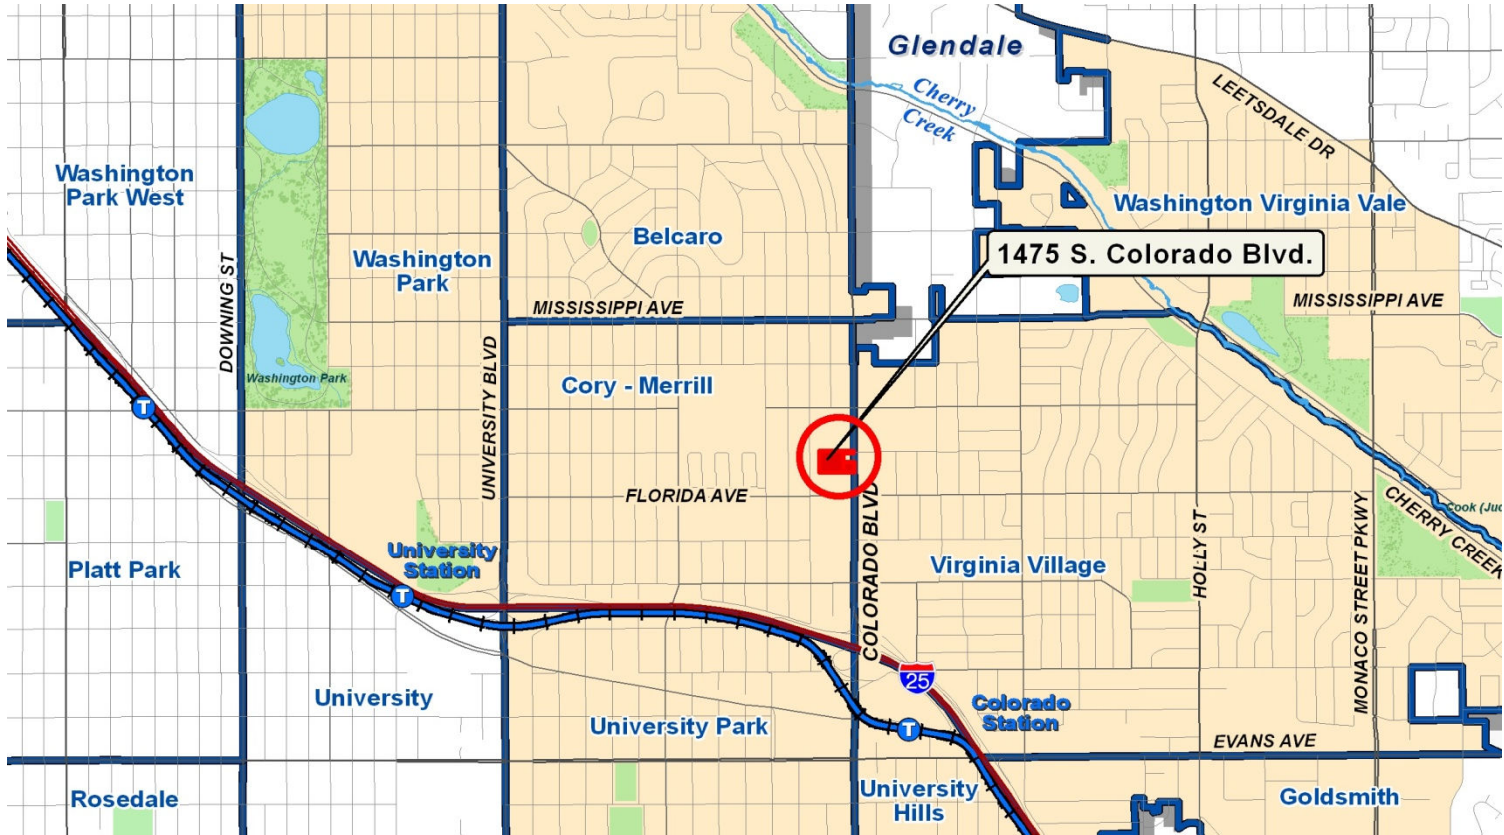 Glendale
Cherry
Creek
LEETSDALE DR
Washington
Park West
Washington Virginia Vale
Belcaro
1475 S. Colorado Blvd.
Washington
Park
DOWNING ST
MISSISSIPPI AVE
MISSISSIPPI AVE
UNIVERSITY BLVD
Washington Park
Cory - Merrill
T
FLORIDA AVE
COLORADO BLVD
HOLLY ST
MONACO STREET PKWY
CHERRY CREEK
Cook (Jud
University
Station
Platt Park
Virginia Village
T
25
University
University Park
Colorado
Station
T
EVANS AVE
Rosedale
University
Hills
Goldsmith